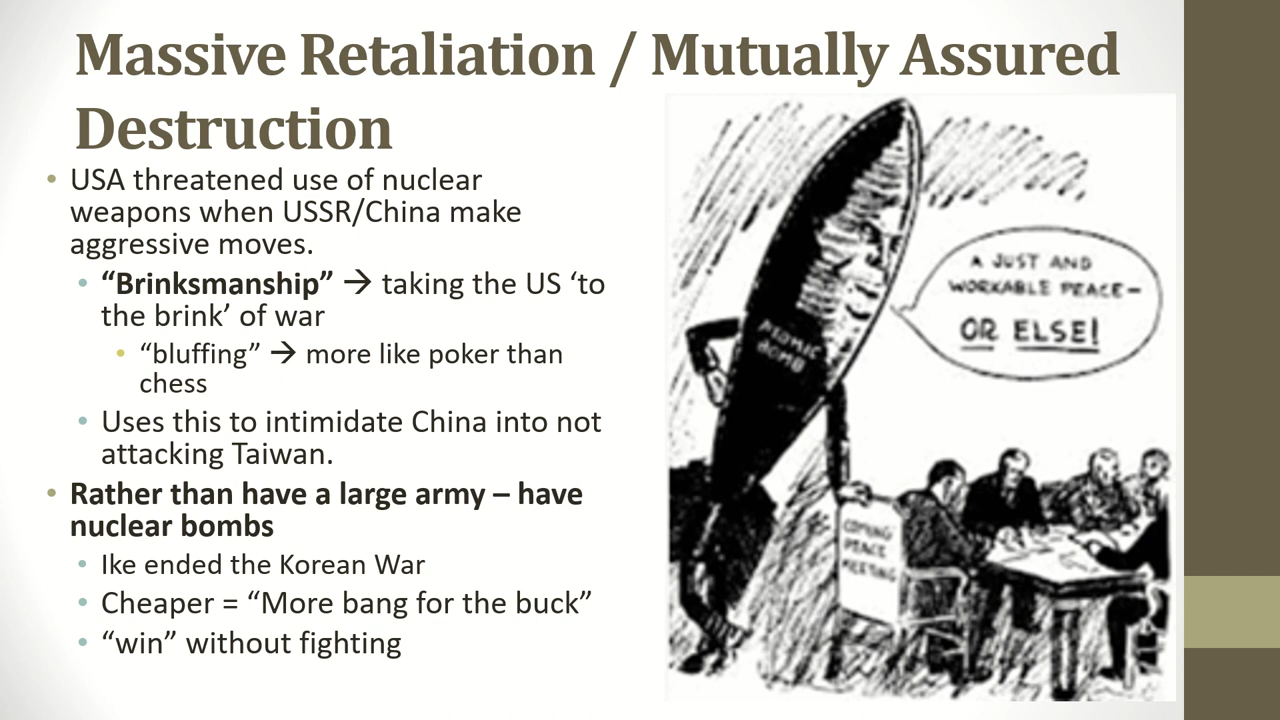 Massive Retaliation / Mutually Assured
Destruction
• USA threatened use of nuclear
weapons when USSR/China make
aggressive moves.
• “Brinksmanship” → taking the US ‘to
the brink’ of war
• “bluffing” → more like poker than
chess
• Uses this to intimidate China into not
attacking Taiwan.
• Rather than have a large army – have
nuclear bombs
• Ike ended the Korean War
• Cheaper = “More bang for the buck”
• “win” without fighting
A JUST AND
WORKABLE PEACE—
OR ELSE!
ATOMIC
BOMB
COMING
PEACE
MEETING